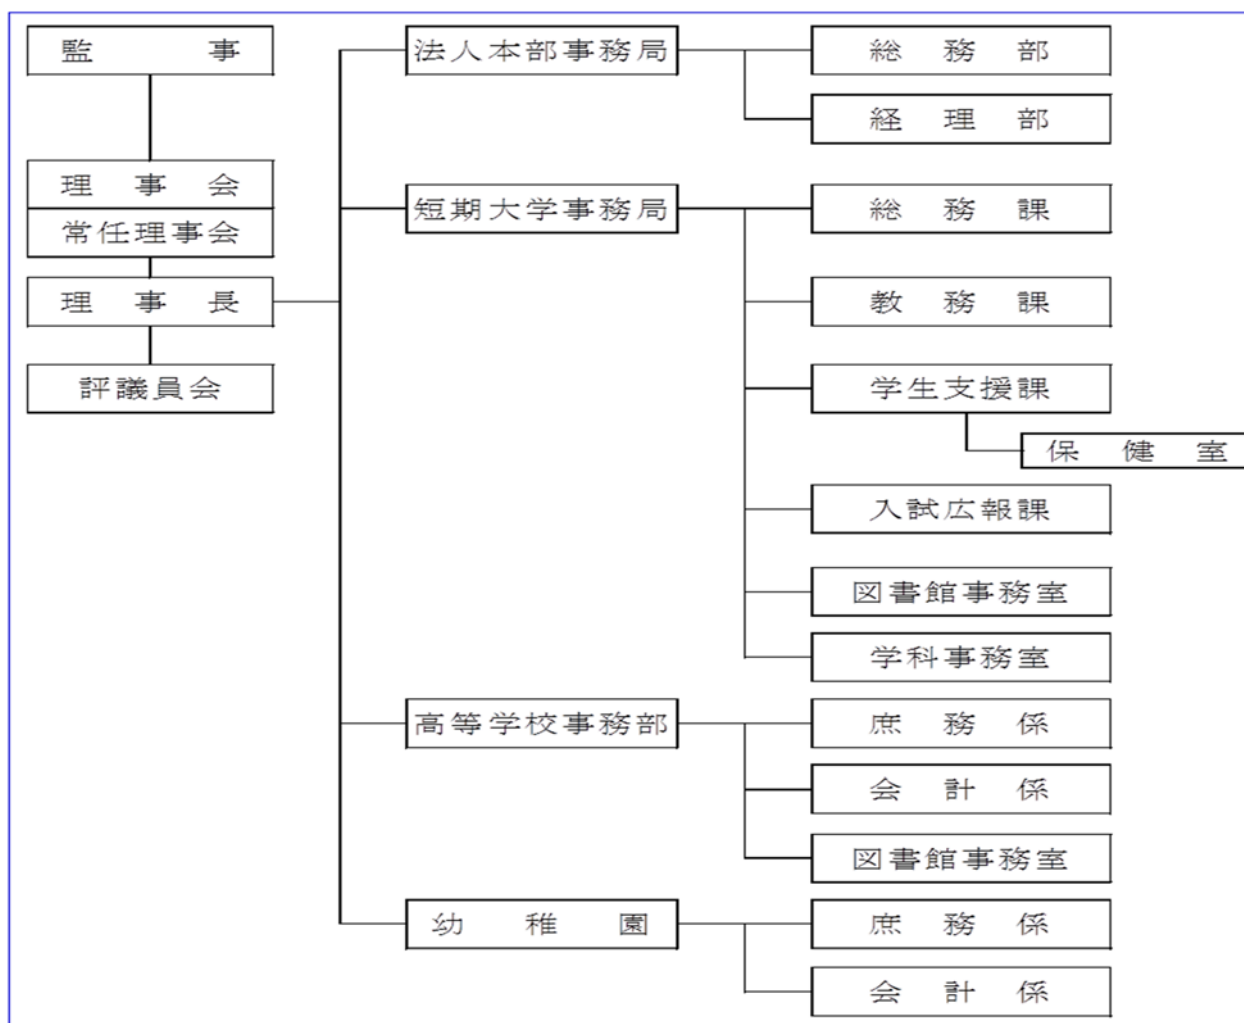 監事
理事会
常任理事会
理事長
評議員会
法人本部事務局
総務部
経理部
短期大学事務局
総務課
教務課
学生支援課
保健室
入試広報課
図書館事務室
学科事務室
高等学校事務部
庶務係
会計係
図書館事務室
幼稚園
庶務係
会計係